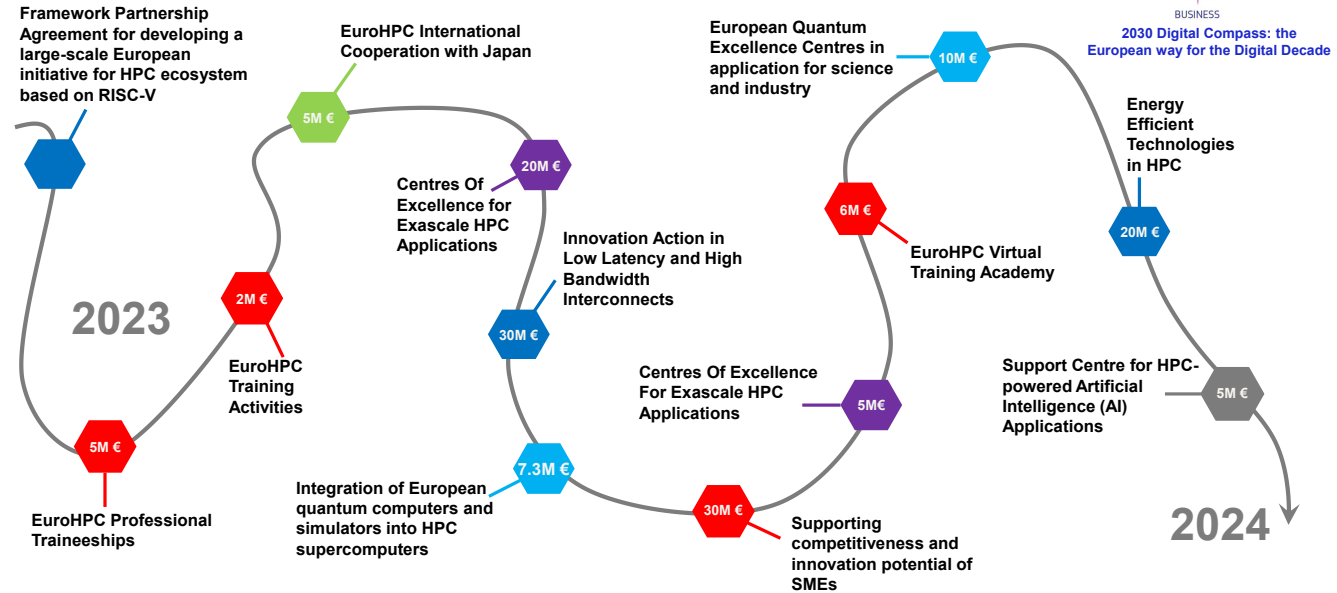 Framework Partnership
Agreement for developing a
large-scale European
initiative for HPC ecosystem
based on RISC-V
EuroHPC International
Cooperation with Japan
5M €
European Quantum
Excellence Centres in
application for science
and industry
10M €
BUSINESS
2030 Digital Compass: the
European way for the Digital Decade
Energy
Efficient
Technologies
in HPC
20M €
Centres Of
Excellence for
Exascale HPC
Applications
20M €
6M €
EuroHPC Virtual
Training Academy
Innovation Action in
Low Latency and High
Bandwidth
Interconnects
30M €
2023
2M €
EuroHPC
Training
Activities
Centres Of Excellence
For Exascale HPC
Applications
5M€
Support Centre for HPC-
powered Artificial
Intelligence (AI)
Applications
5M €
5M €
EuroHPC Professional
Traineeships
7.3M €
Integration of European
quantum computers and
simulators into HPC
supercomputers
30M €
Supporting
competitiveness and
innovation potential of
SMEs
2024